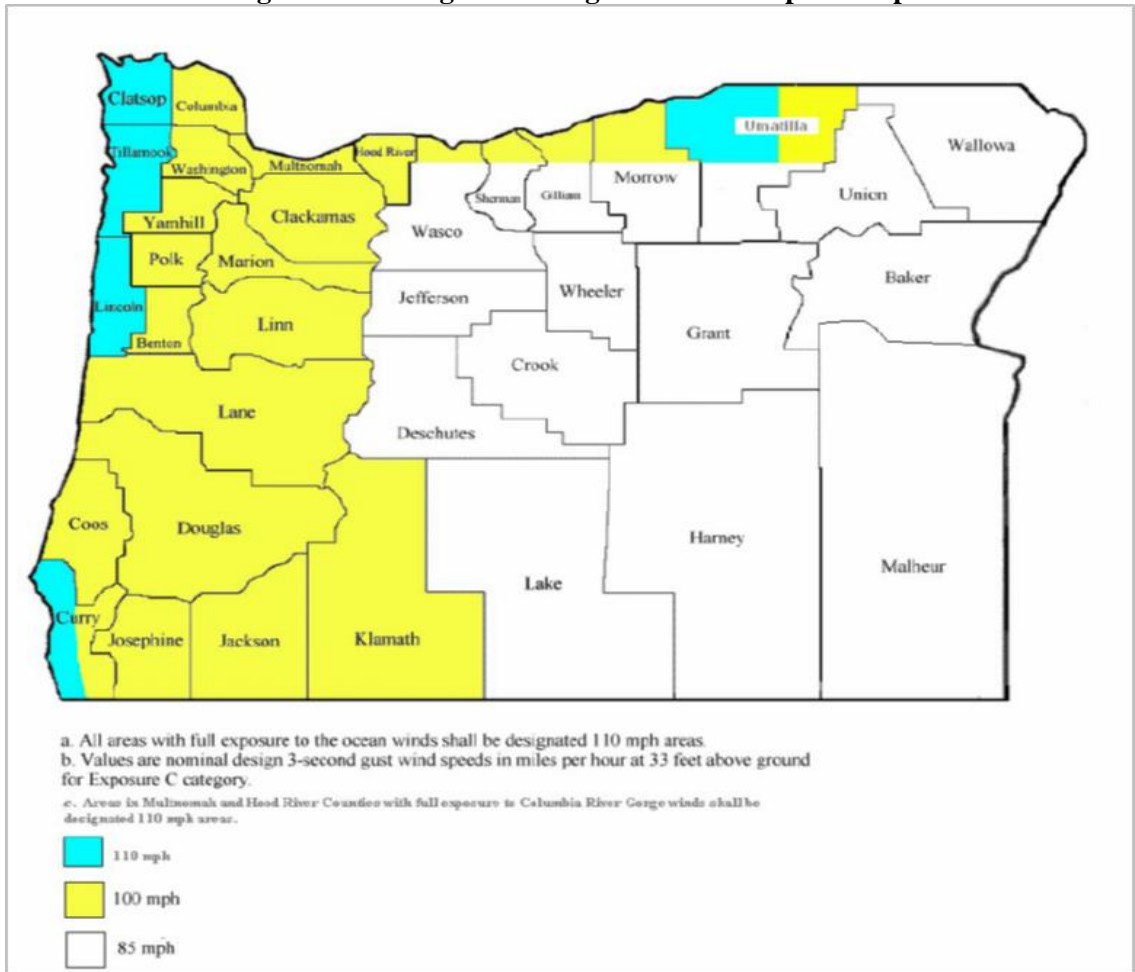 Clatsop
Columbia
Tillamook
Washington
Multnomah
Hood River
Umatilla
Wallowa
Yamhill
Clackamas
Sherman
Gilliam
Morrow
Union
Wasco
Polk
Marion
Baker
Lincoln
Jefferson
Wheeler
Linn
Grant
Benton
Crook
Lane
Deschutes
Coos
Douglas
Harney
Malheur
Lake
Curry
Josephine
Jackson
Klamath
a. All areas with full exposure to the ocean winds shall be designated 110 mph areas.
b. Values are nominal design 3-second gust wind speeds in miles per hour at 33 feet above ground
for Exposure C category.
c. Areas in Multnomah and Hood River Counties with full exposure to Columbia River Gorge winds shall be
designated 110 mph areas.
110 mph
100 mph
85 mph